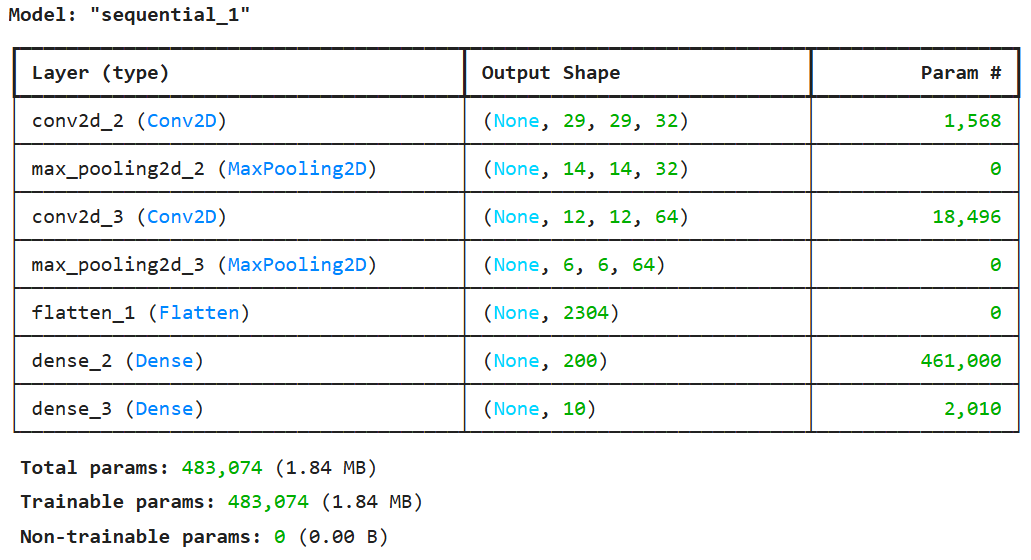 Model: "sequential_1"
Layer (type) Output Shape Param #
conv2d_2 (Conv2D) (None, 29, 29, 32) 1,568
max_pooling2d_2 (MaxPooling2D) (None, 14, 14, 32) 0
conv2d_3 (Conv2D) (None, 12, 12, 64) 18,496
max_pooling2d_3 (MaxPooling2D) (None, 6, 6, 64) 0
flatten_1 (Flatten) (None, 2304) 0
dense_2 (Dense) (None, 200) 461,000
dense_3 (Dense) (None, 10) 2,010
Total params: 483,074 (1.84 MB)
Trainable params: 483,074 (1.84 MB)
Non-trainable params: 0 (0.00 B)